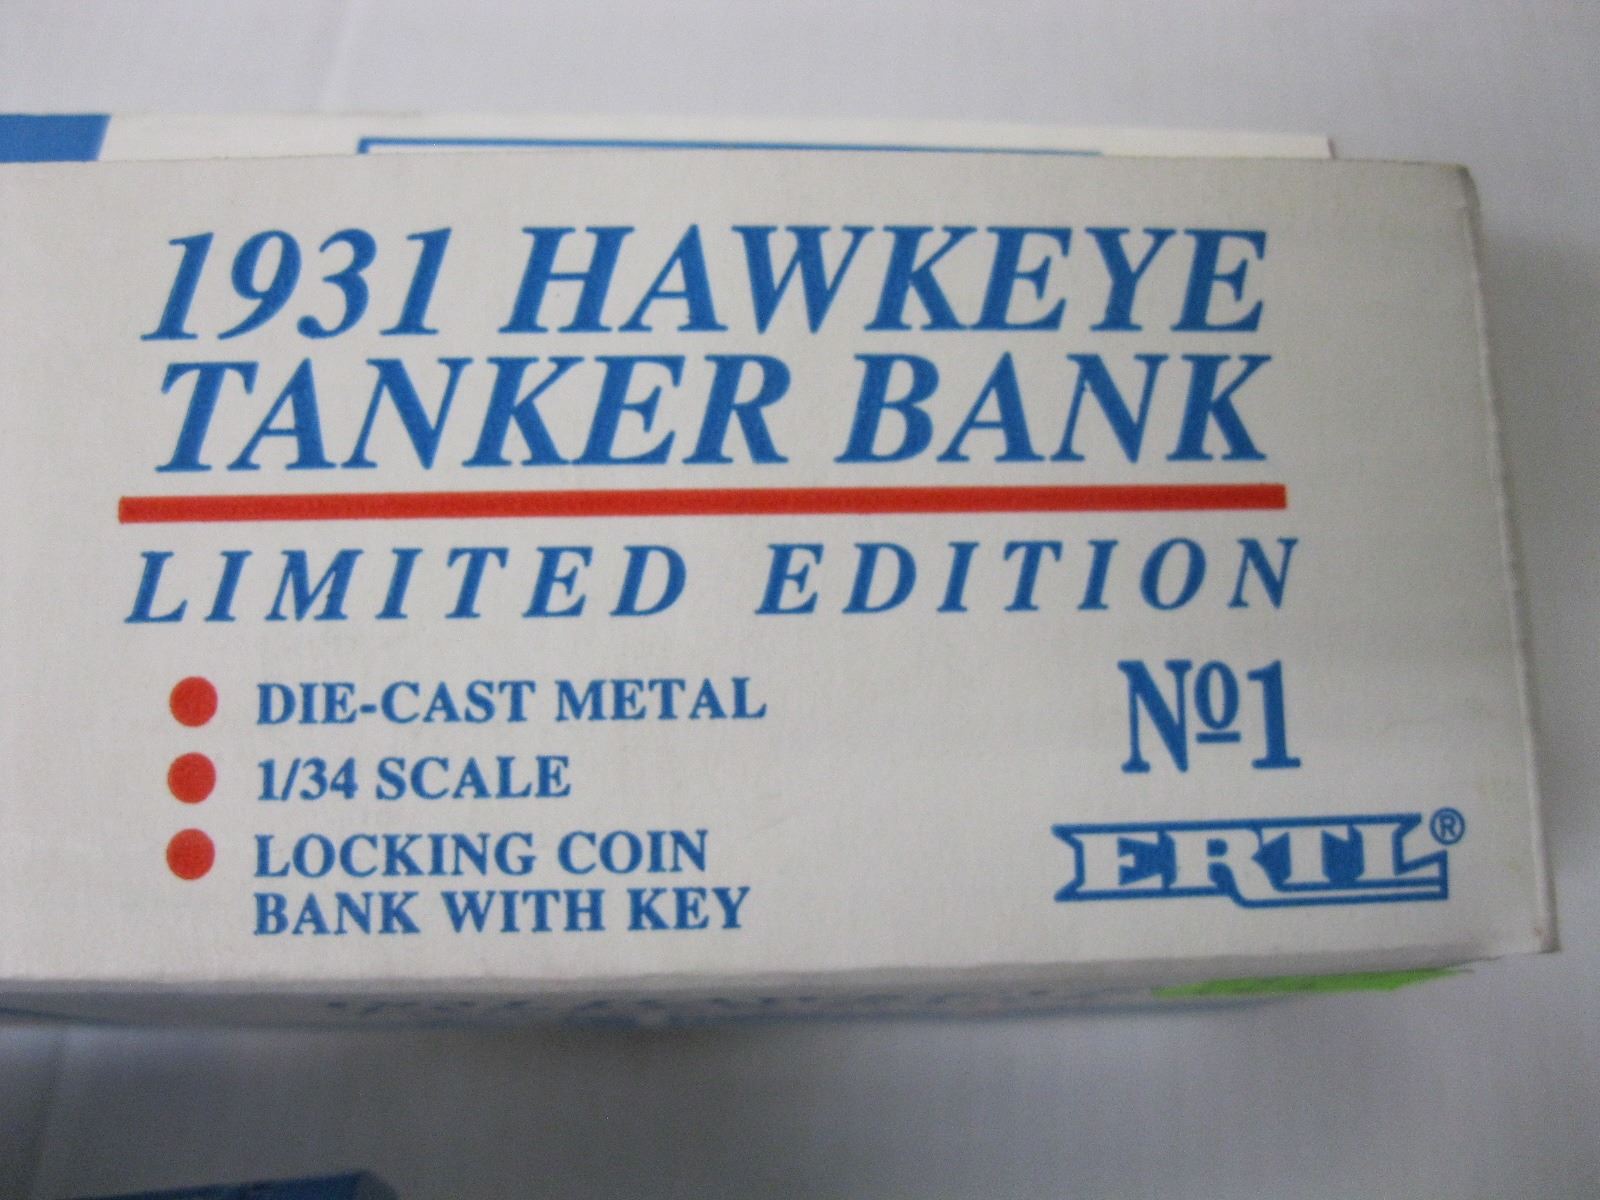 1931 HAWKEYE
TANKER BANK
LIMITED EDITION
DIE-CAST METAL
1/34 SCALE
LOCKING COIN
BANK WITH KEY
Nº1
ERTL®